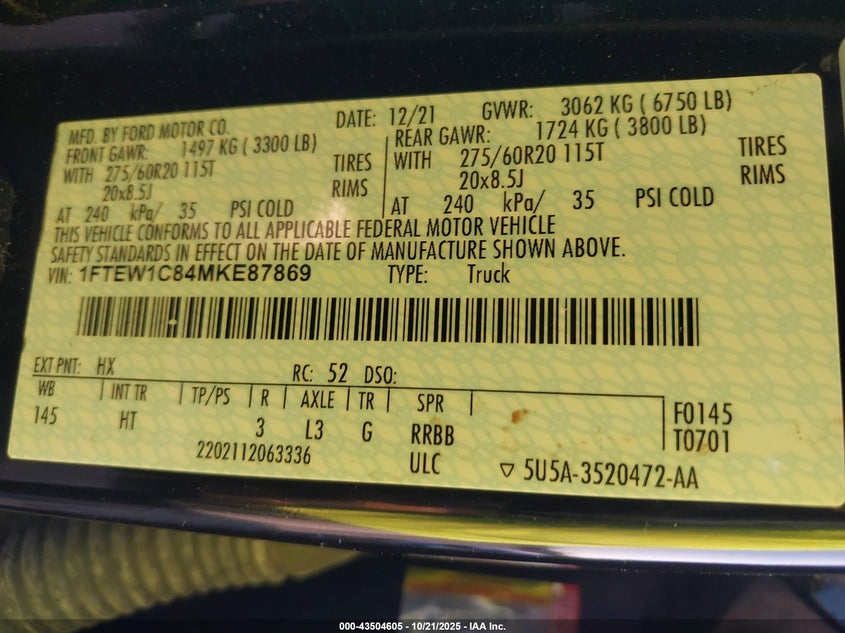 MFD. BY FORD MOTOR CO. DATE: 12/21 GVWR: 3062 KG ( 6750 LB)
FRONT GAWR: 1497 KG ( 3300 LB) REAR GAWR: 1724 KG ( 3800 LB)
WITH 275/60R20 115T TIRES WITH 275/60R20 115T TIRES
20x8.5J RIMS 20x8.5J RIMS
AT 240 kPa/ 35 PSI COLD AT 240 kPa/ 35 PSI COLD
THIS VEHICLE CONFORMS TO ALL APPLICABLE FEDERAL MOTOR VEHICLE
SAFETY STANDARDS IN EFFECT ON THE DATE OF MANUFACTURE SHOWN ABOVE.
VIN: 1FTEW1C84MKE87869 TYPE: Truck
EXT PNT: HX RC: 52 DSO:
WB INT TR TP/PS R AXLE TR SPR
145 HT 3 L3 G RRBB
F0145
T0701
2202112063336 ULC ▽ 5U5A-3520472-AA
000-43504605 - 10/21/2025 - IAA Inc.